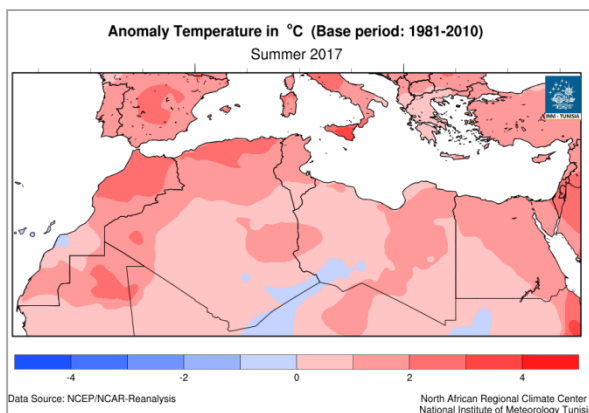 Anomaly Temperature in °C (Base period: 1981-2010)
Summer 2017
INM - TUNISIA
-4 -2 0 2 4
Data Source: NCEP/NCAR-Reanalysis
North African Regional Climate Center
National Institute of Meteorology Tunisi